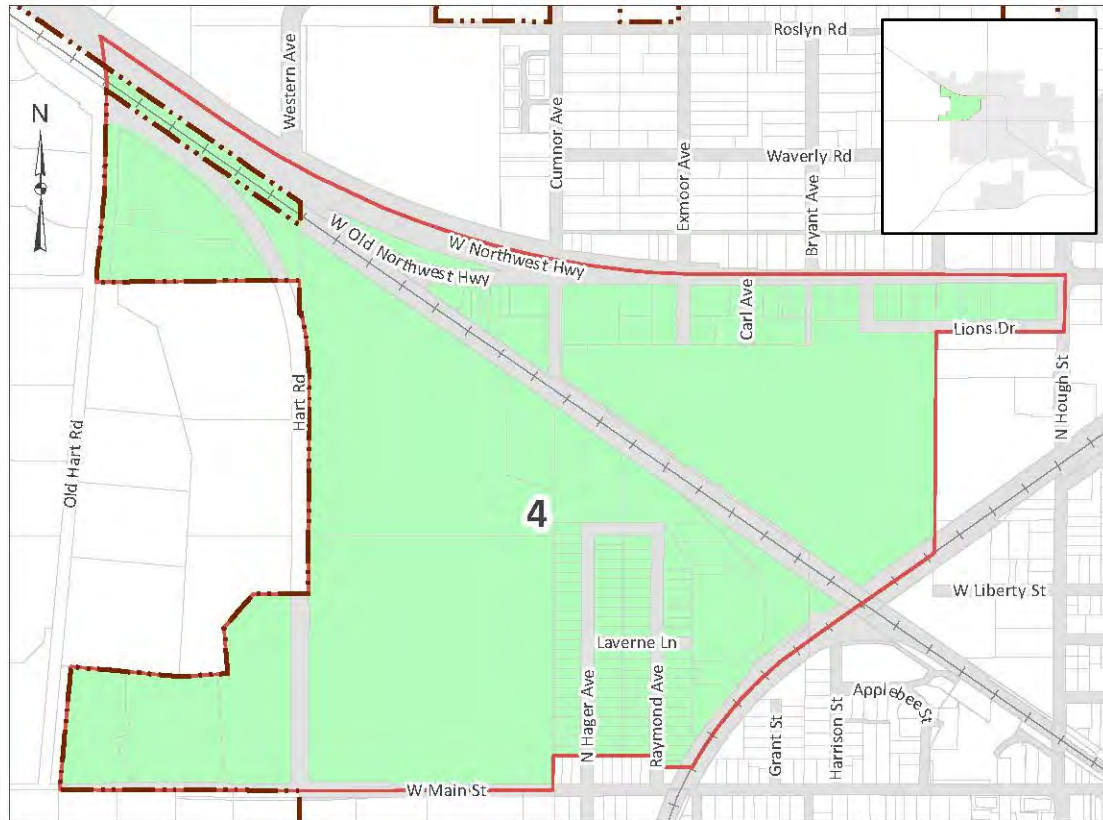 Roslyn Rd
Western Ave
N
Cumnor Ave
Exmoor Ave
Waverly Rd
Bryant Ave
W Northwest Hwy
W Old Northwest Hwy
Carl Ave
Lions Dr
N Hough St
Hart Rd
Old Hart Rd
4
W Liberty St
Laverne Ln
N Hager Ave
Raymond Ave
Applebee St
Grant St
Harrison St
W Main St